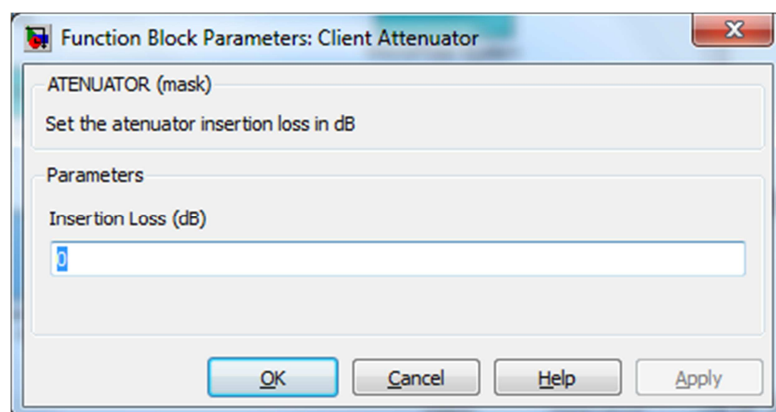 Function Block Parameters: Client Attenuator
ATENUATOR (mask)
Set the atenuator insertion loss in dB
Parameters
Insertion Loss (dB)
0
OK Cancel Help Apply